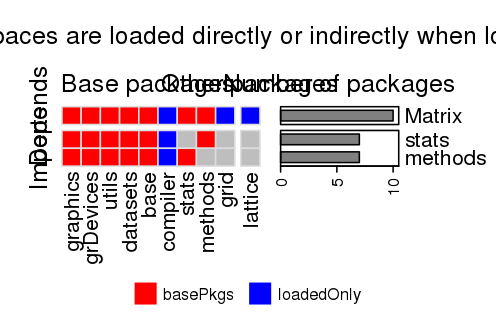 paces are loaded directly or indirectly when lo
Base packages
Other packages
Number of packages
Depends
Imports
Matrix
stats
methods
graphics
grDevices
utils
datasets
base
compiler
stats
methods
grid
lattice
0
5
10
basePkgs
loadedOnly